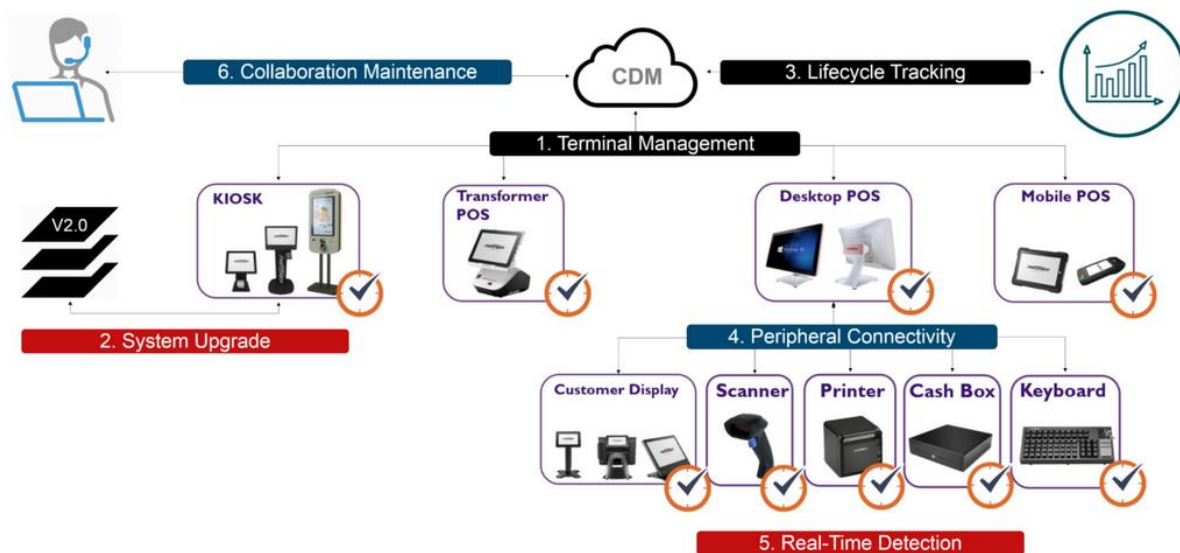 6. Collaboration Maintenance
CDM
3. Lifecycle Tracking
1. Terminal Management
V2.0
KIOSK
Transformer
POS
Desktop POS
Mobile POS
2. System Upgrade
4. Peripheral Connectivity
Customer Display
Scanner
Printer
Cash Box
Keyboard
5. Real-Time Detection